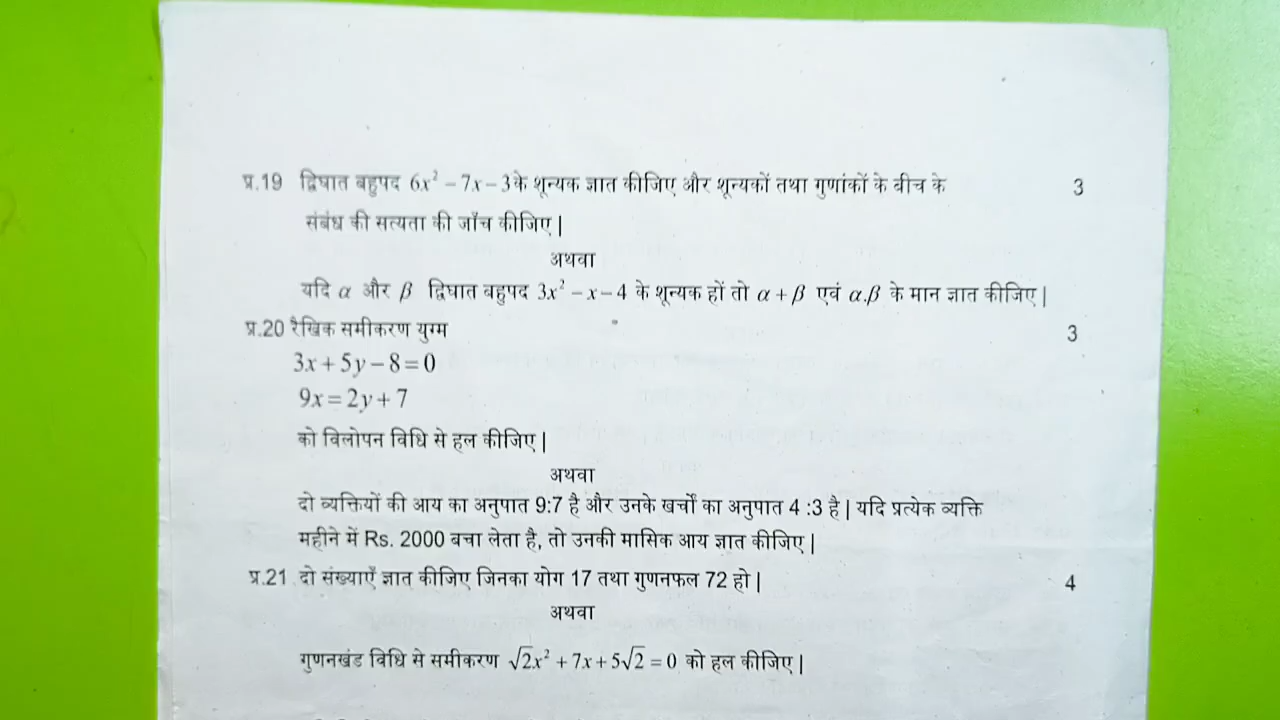 प्र.19 द्विघात बहुपद 6x² – 7x – 3के शून्यक ज्ञात कीजिए और शून्यकों तथा गुणांकों के बीच के 3
संबंध की सत्यता की जाँच कीजिए |
अथवा
यदि α और β द्विघात बहुपद 3x² – x – 4 के शून्यक हों तो α + β एवं α.β के मान ज्ञात कीजिए |
प्र.20 रैखिक समीकरण युग्म 3
3x + 5y – 8 = 0
9x = 2y + 7
को विलोपन विधि से हल कीजिए |
अथवा
दो व्यक्तियों की आय का अनुपात 9:7 है और उनके खर्चों का अनुपात 4 :3 है | यदि प्रत्येक व्यक्ति
महीने में Rs. 2000 बचा लेता है, तो उनकी मासिक आय ज्ञात कीजिए |
प्र.21 दो संख्याएँ ज्ञात कीजिए जिनका योग 17 तथा गुणनफल 72 हो | 4
अथवा
गुणनखंड विधि से समीकरण √2x² + 7x + 5√2 = 0 को हल कीजिए |